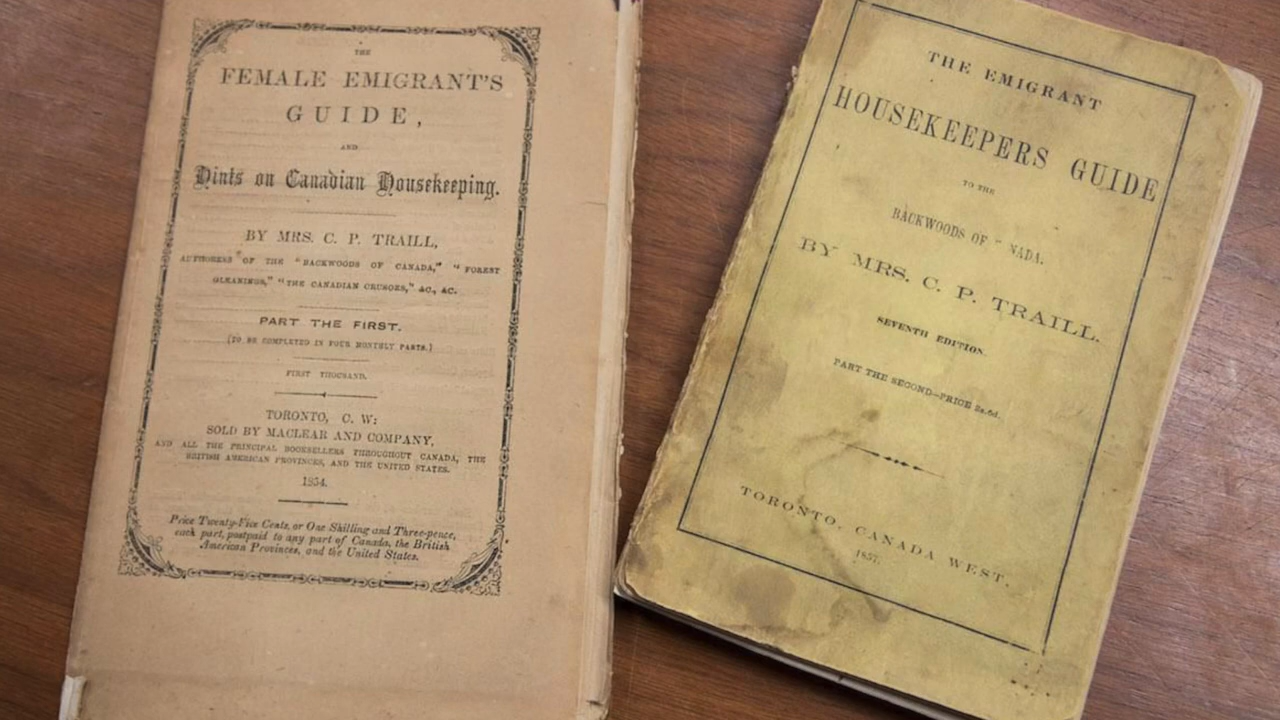 THE
FEMALE EMIGRANT'S
GUIDE,
AND
Hints on Canadian Housekeeping.
BY MRS. C. P. TRAILL,
AUTHORESS OF THE "BACKWOODS OF CANADA," "FOREST
GLEANINGS," "THE CANADIAN CRUSOES," &C., &C.
PART THE FIRST.
[TO BE COMPLETED IN FOUR MONTHLY PARTS.]
FIRST THOUSAND.
TORONTO, C. W:
SOLD BY MACLEAR AND COMPANY,
AND ALL THE PRINCIPAL BOOKSELLERS THROUGHOUT CANADA, THE
BRITISH AMERICAN PROVINCES, AND THE UNITED STATES.
1854.
Price Twenty-Five Cents, or One Shilling and Three-pence,
each part, postpaid to any part of Canada, the British
American Provinces, and the United States.
THE EMIGRANT
HOUSEKEEPERS GUIDE
TO THE
BACKWOODS OF NADA.
BY MRS. C. P. TRAILL.
SEVENTH EDITION.
PART THE SECOND—PRICE 2s.6d.
TORONTO, CANADA WEST.
1857.